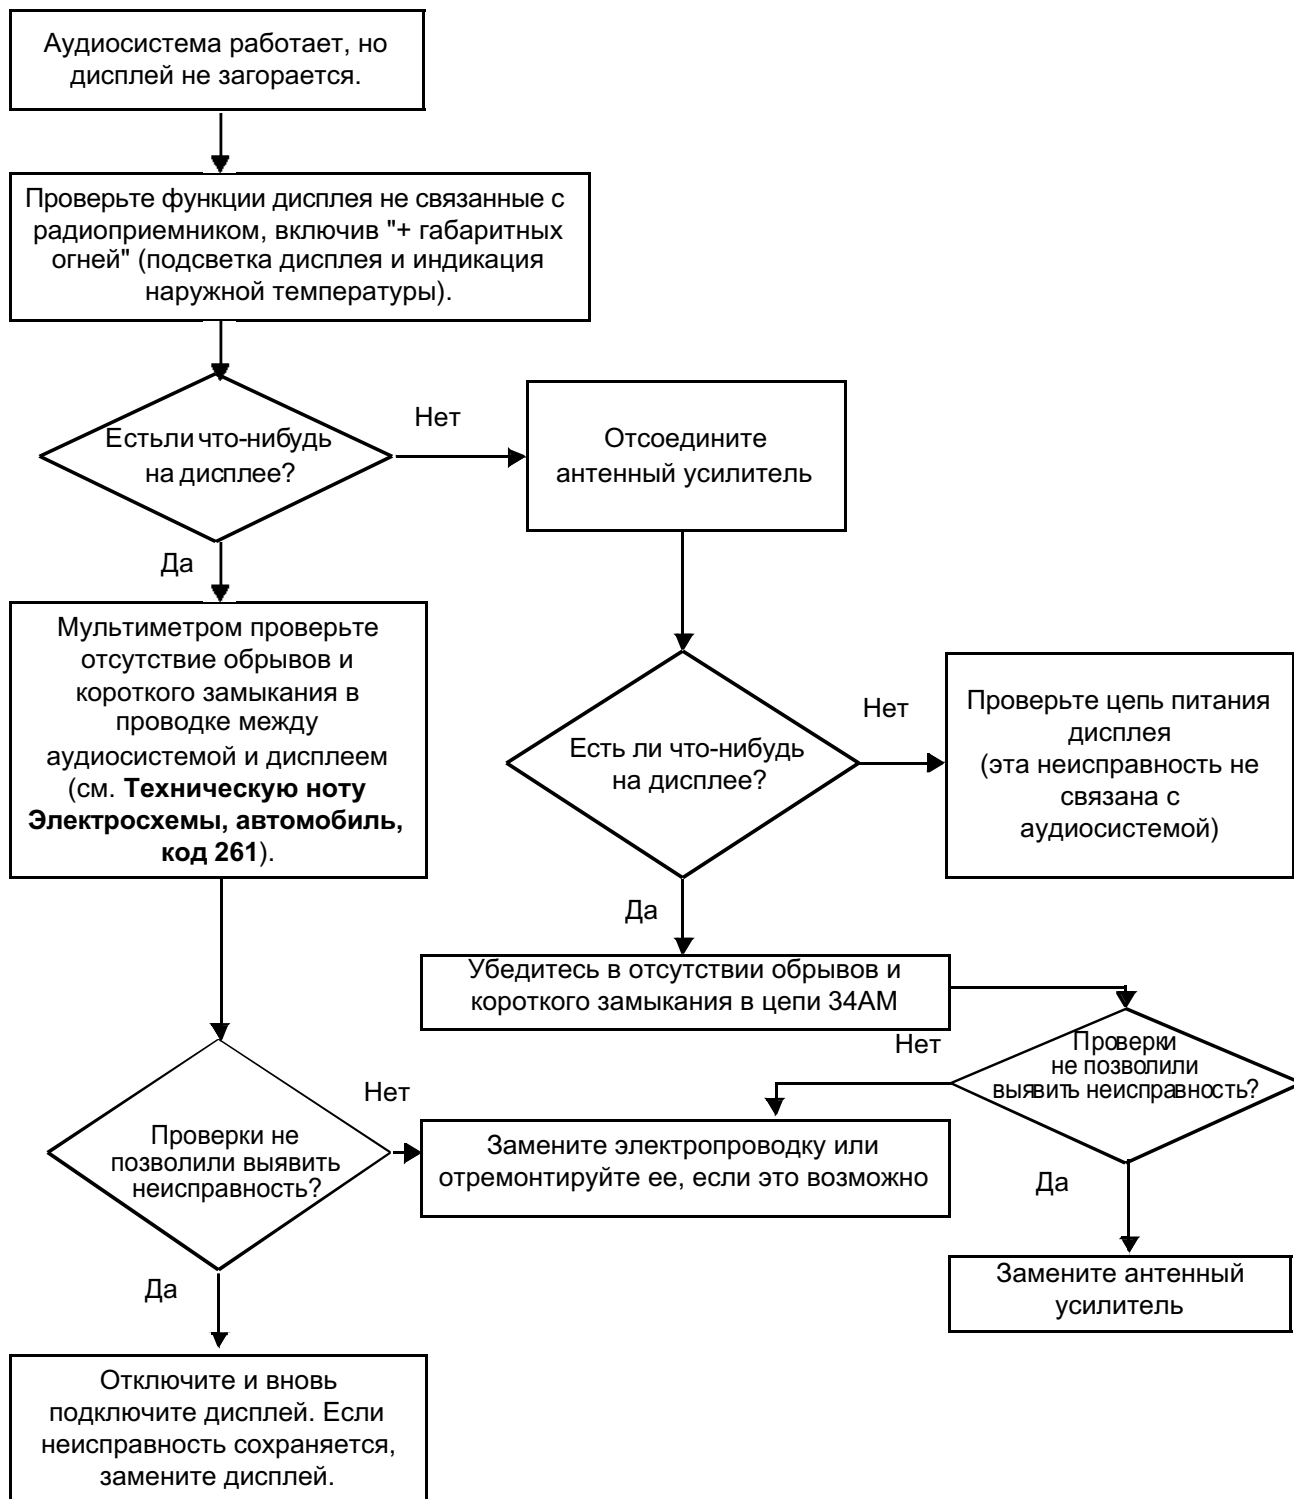 Аудиосистема работает, но
дисплей не загорается.
Проверьте функции дисплея не связанные с
радиоприемником, включив "+ габаритных
огней" (подсветка дисплея и индикация
наружной температуры).
Есть ли что-нибудь
на дисплее?
Нет
Отсоедините
антенный усилитель
Да
Мультиметром проверьте
отсутствие обрывов и
короткого замыкания в
проводке между
аудиосистемой и дисплеем
(см. Техническую ноту
Электросхемы, автомобиль,
код 261).
Есть ли что-нибудь
на дисплее?
Нет
Проверьте цепь питания
дисплея
(эта неисправность не
связана с
аудиосистемой)
Да
Убедитесь в отсутствии обрывов и
короткого замыкания в цепи 34AM
Проверки
не позволили
выявить неисправность?
Нет
Проверки не
позволили выявить
неисправность?
Нет
Замените электропроводку или
отремонтируйте ее, если это возможно
Да
Замените антенный
усилитель
Да
Отключите и вновь
подключите дисплей. Если
неисправность сохраняется,
замените дисплей.